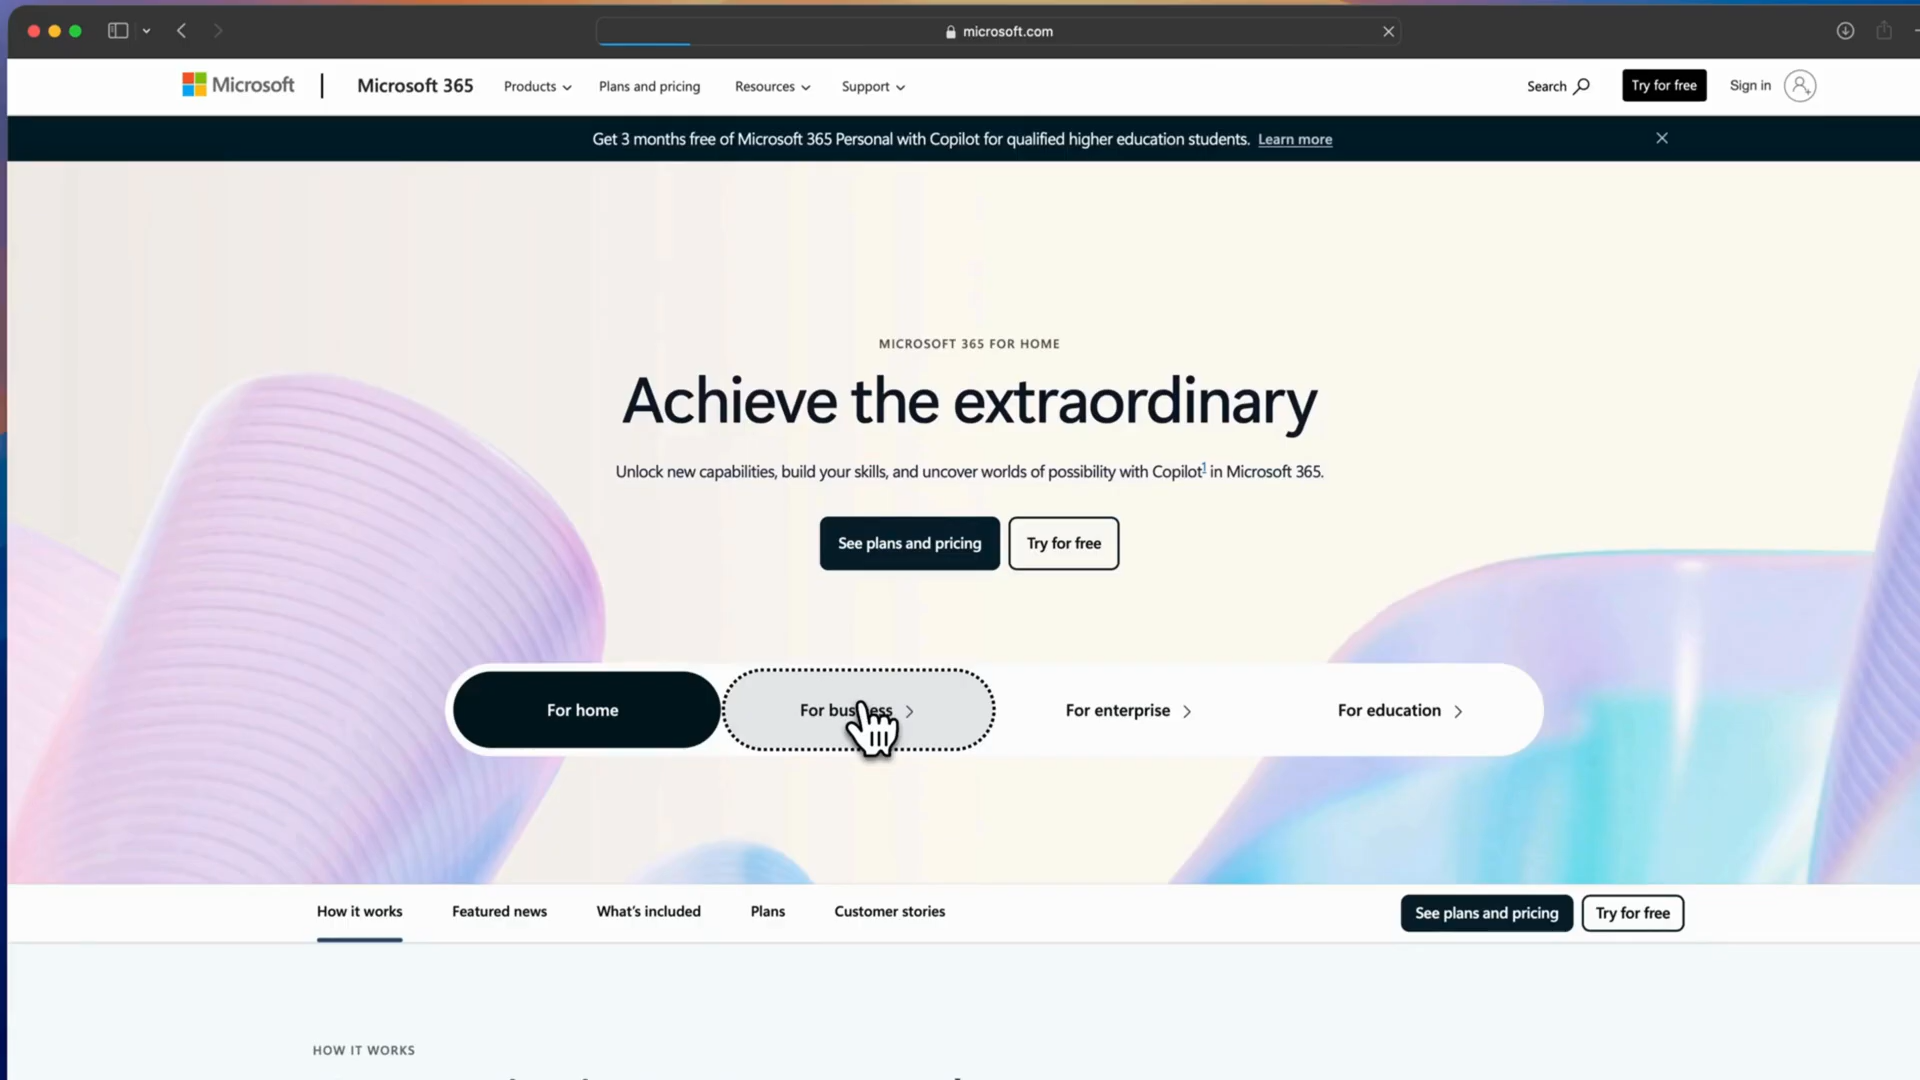 microsoft.com
Microsoft
Microsoft 365
Products
Plans and pricing
Resources
Support
Search
Try for free
Sign in
Get 3 months free of Microsoft 365 Personal with Copilot for qualified higher education students. Learn more
MICROSOFT 365 FOR HOME
Achieve the extraordinary
Unlock new capabilities, build your skills, and uncover worlds of possibility with Copilot1 in Microsoft 365.
See plans and pricing
Try for free
For home
For business
For enterprise
For education
How it works
Featured news
What's included
Plans
Customer stories
See plans and pricing
Try for free
HOW IT WORKS